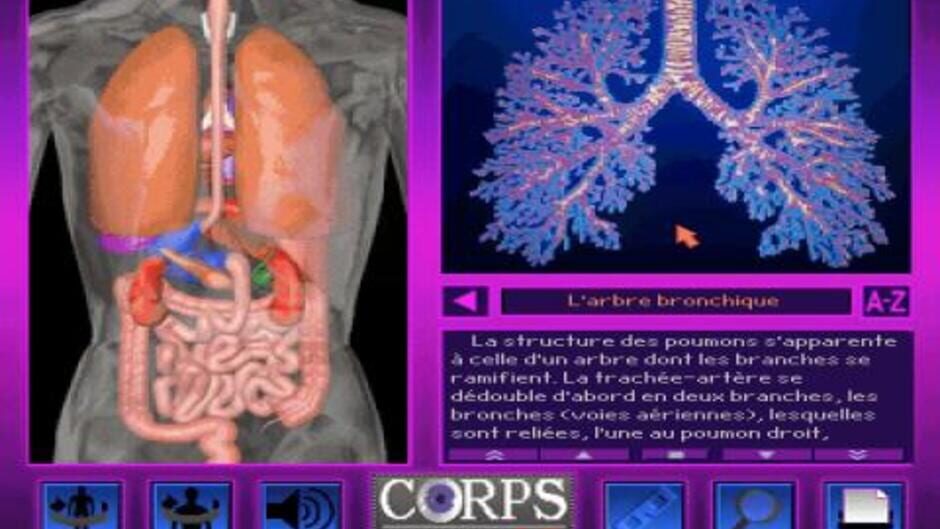 L'arbre bronchique
A-Z
La structure des poumons s'apparente
à celle d'un arbre dont les branches se
ramifient. La trachée-artère se
dédouble d'abord en deux branches, les
bronches (voies aériennes), lesquelles
sont reliées, l'une au poumon droit,
CORPS